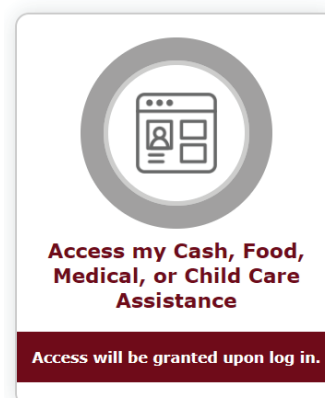 Access my Cash, Food,
Medical, or Child Care
Assistance
Access will be granted upon log in.